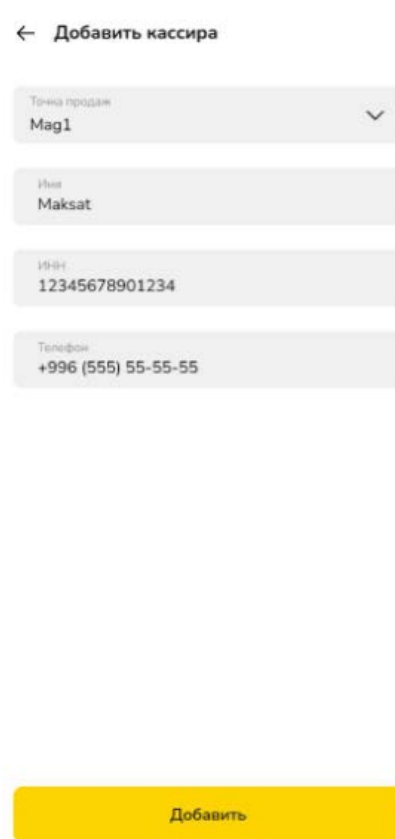 ← Добавить кассира
Точка продаж
Mag1
Имя
Maksat
ИНН
12345678901234
Телефон
+996 (555) 55-55-55
Добавить